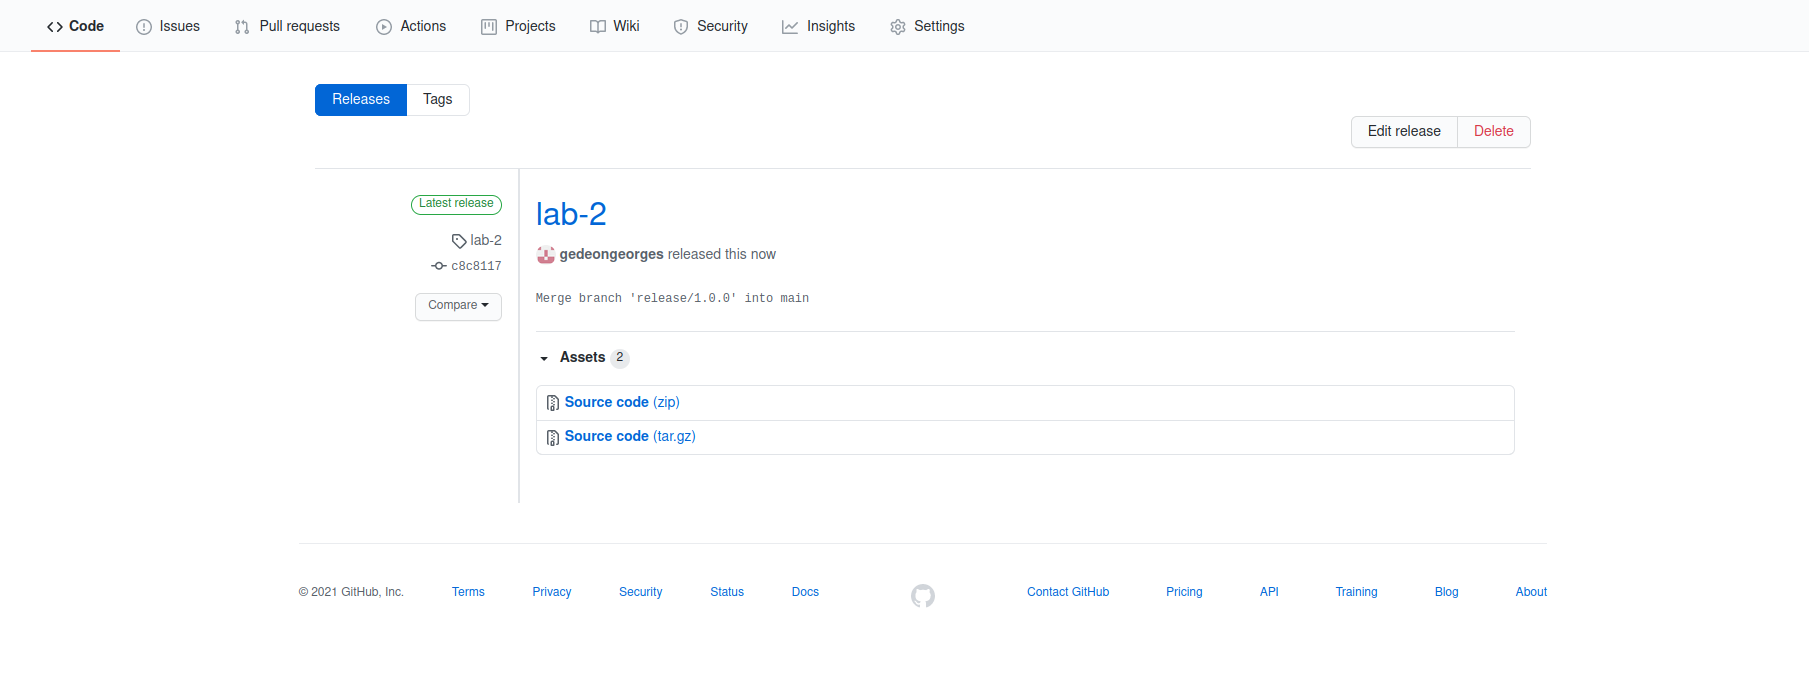 Code Issues Pull requests Actions Projects Wiki Security Insights Settings
Releases Tags
Edit release Delete
Latest release
lab-2
c8c8117
Compare
lab-2
gedeongeorges released this now
Merge branch 'release/1.0.0' into main
Assets 2
Source code (zip)
Source code (tar.gz)
© 2021 GitHub, Inc. Terms Privacy Security Status Docs Contact GitHub Pricing API Training Blog About